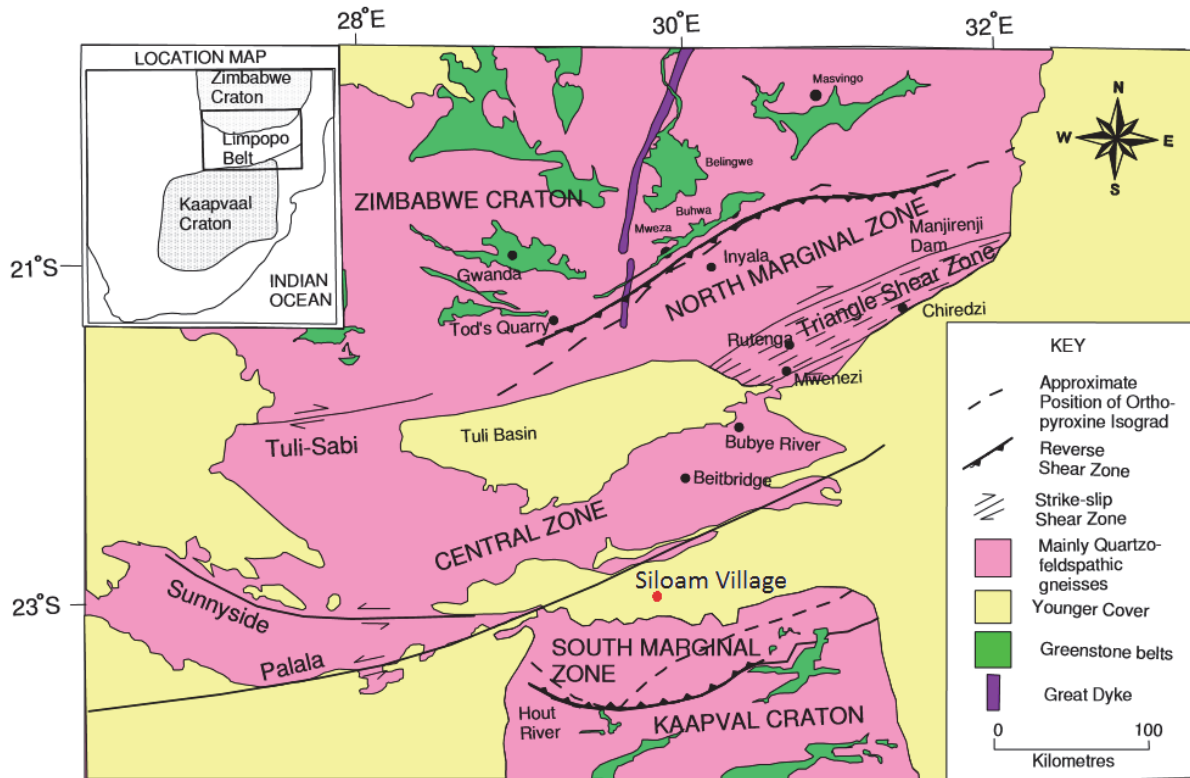 28°E
30°E
32°E
LOCATION MAP
Zimbabwe
Craton
Limpopo
Belt
Kaapvaal
Craton
INDIAN
OCEAN
N
W
E
S
Masvingo
Belingwe
ZIMBABWE CRATON
Buhwa
Mweza
Manjirenji
Dam
21°S
Gwanda
Inyala
NORTH MARGINAL ZONE
Triangle Shear Zone
Tod's Quarry
Chiredzi
Rutenga
Mwenezi
Tuli Basin
Tuli-Sabi
Bubye River
Beitbridge
CENTRAL ZONE
Siloam Village
23°S
Sunnyside
Palala
SOUTH MARGINAL
ZONE
Hout
River
KAAPVAL CRATON
KEY
Approximate
Position of Ortho-
pyroxine Isograd
Reverse
Shear Zone
Strike-slip
Shear Zone
Mainly Quartzo-
feldspathic
gneisses
Younger Cover
Greenstone belts
Great Dyke
0
100
Kilometres